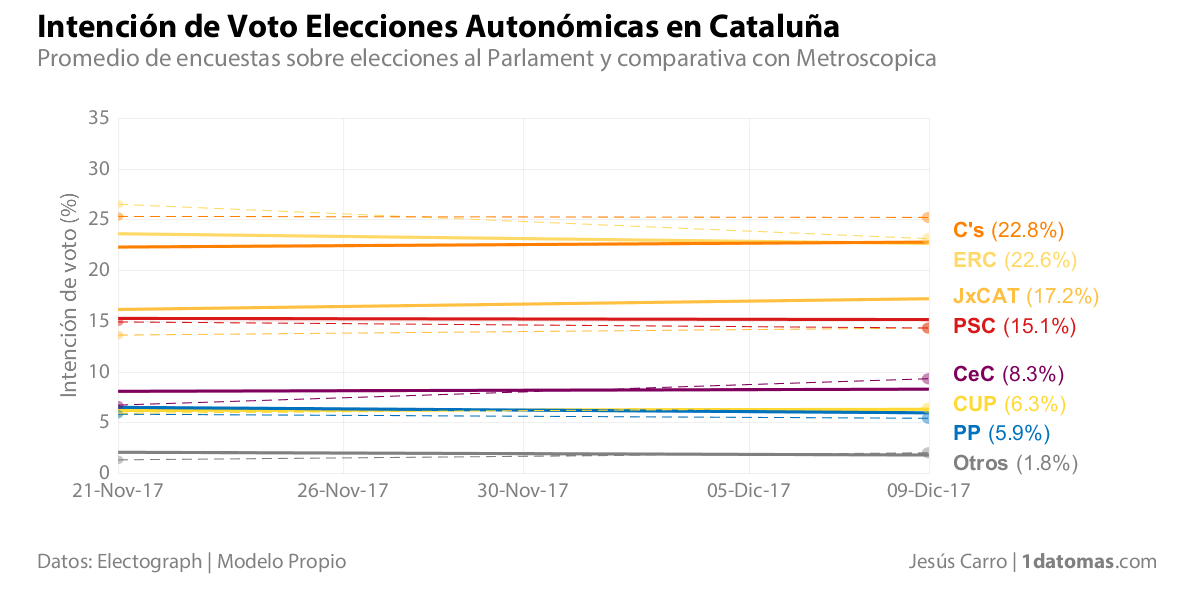 Intención de Voto Elecciones Autonómicas en Cataluña
Promedio de encuestas sobre elecciones al Parlament y comparativa con Metroscopica
Intención de voto (%)
35
30
25
20
15
10
5
0
21-Nov-17
26-Nov-17
30-Nov-17
05-Dic-17
09-Dic-17
C's (22.8%)
ERC (22.6%)
JxCAT (17.2%)
PSC (15.1%)
CeC (8.3%)
CUP (6.3%)
PP (5.9%)
Otros (1.8%)
Datos: Electograph | Modelo Propio
Jesús Carro | 1datomas.com